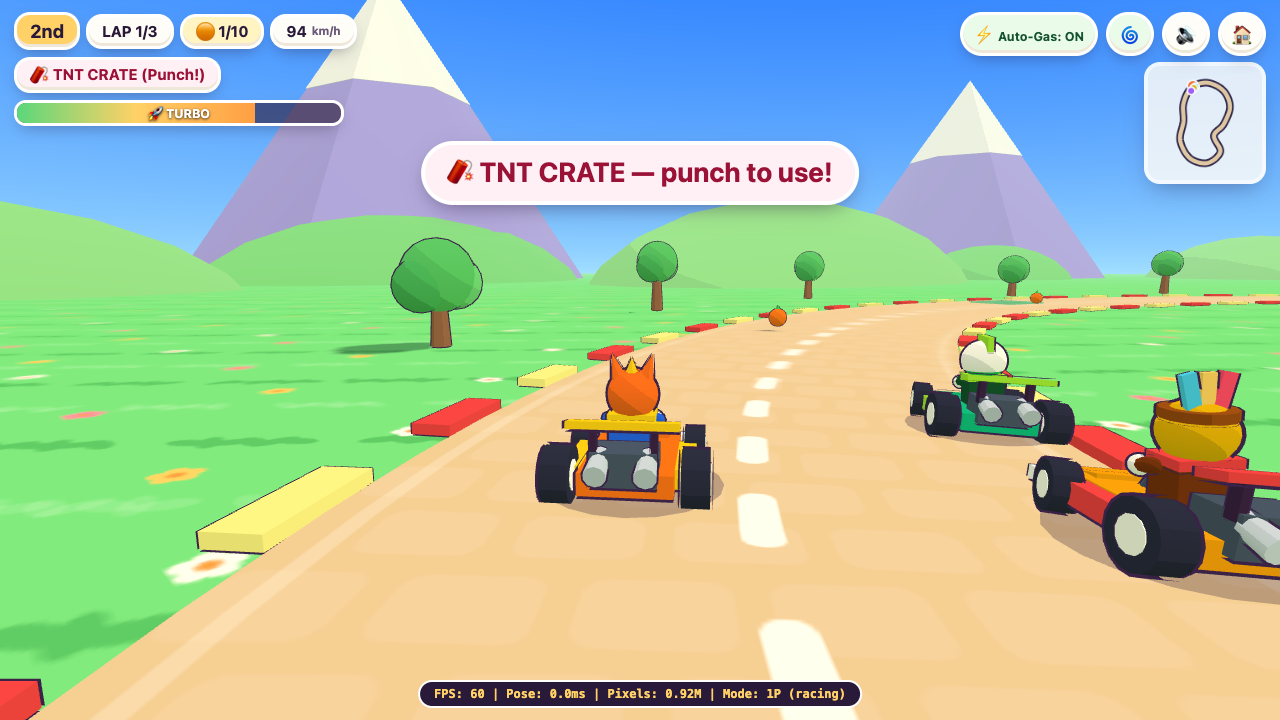 2nd
LAP 1/3
1/10
94 km/h
Auto-Gas: ON
TNT CRATE (Punch!)
TURBO
TNT CRATE — punch to use!
FPS: 60 | Pose: 0.0ms | Pixels: 0.92M | Mode: 1P (racing)